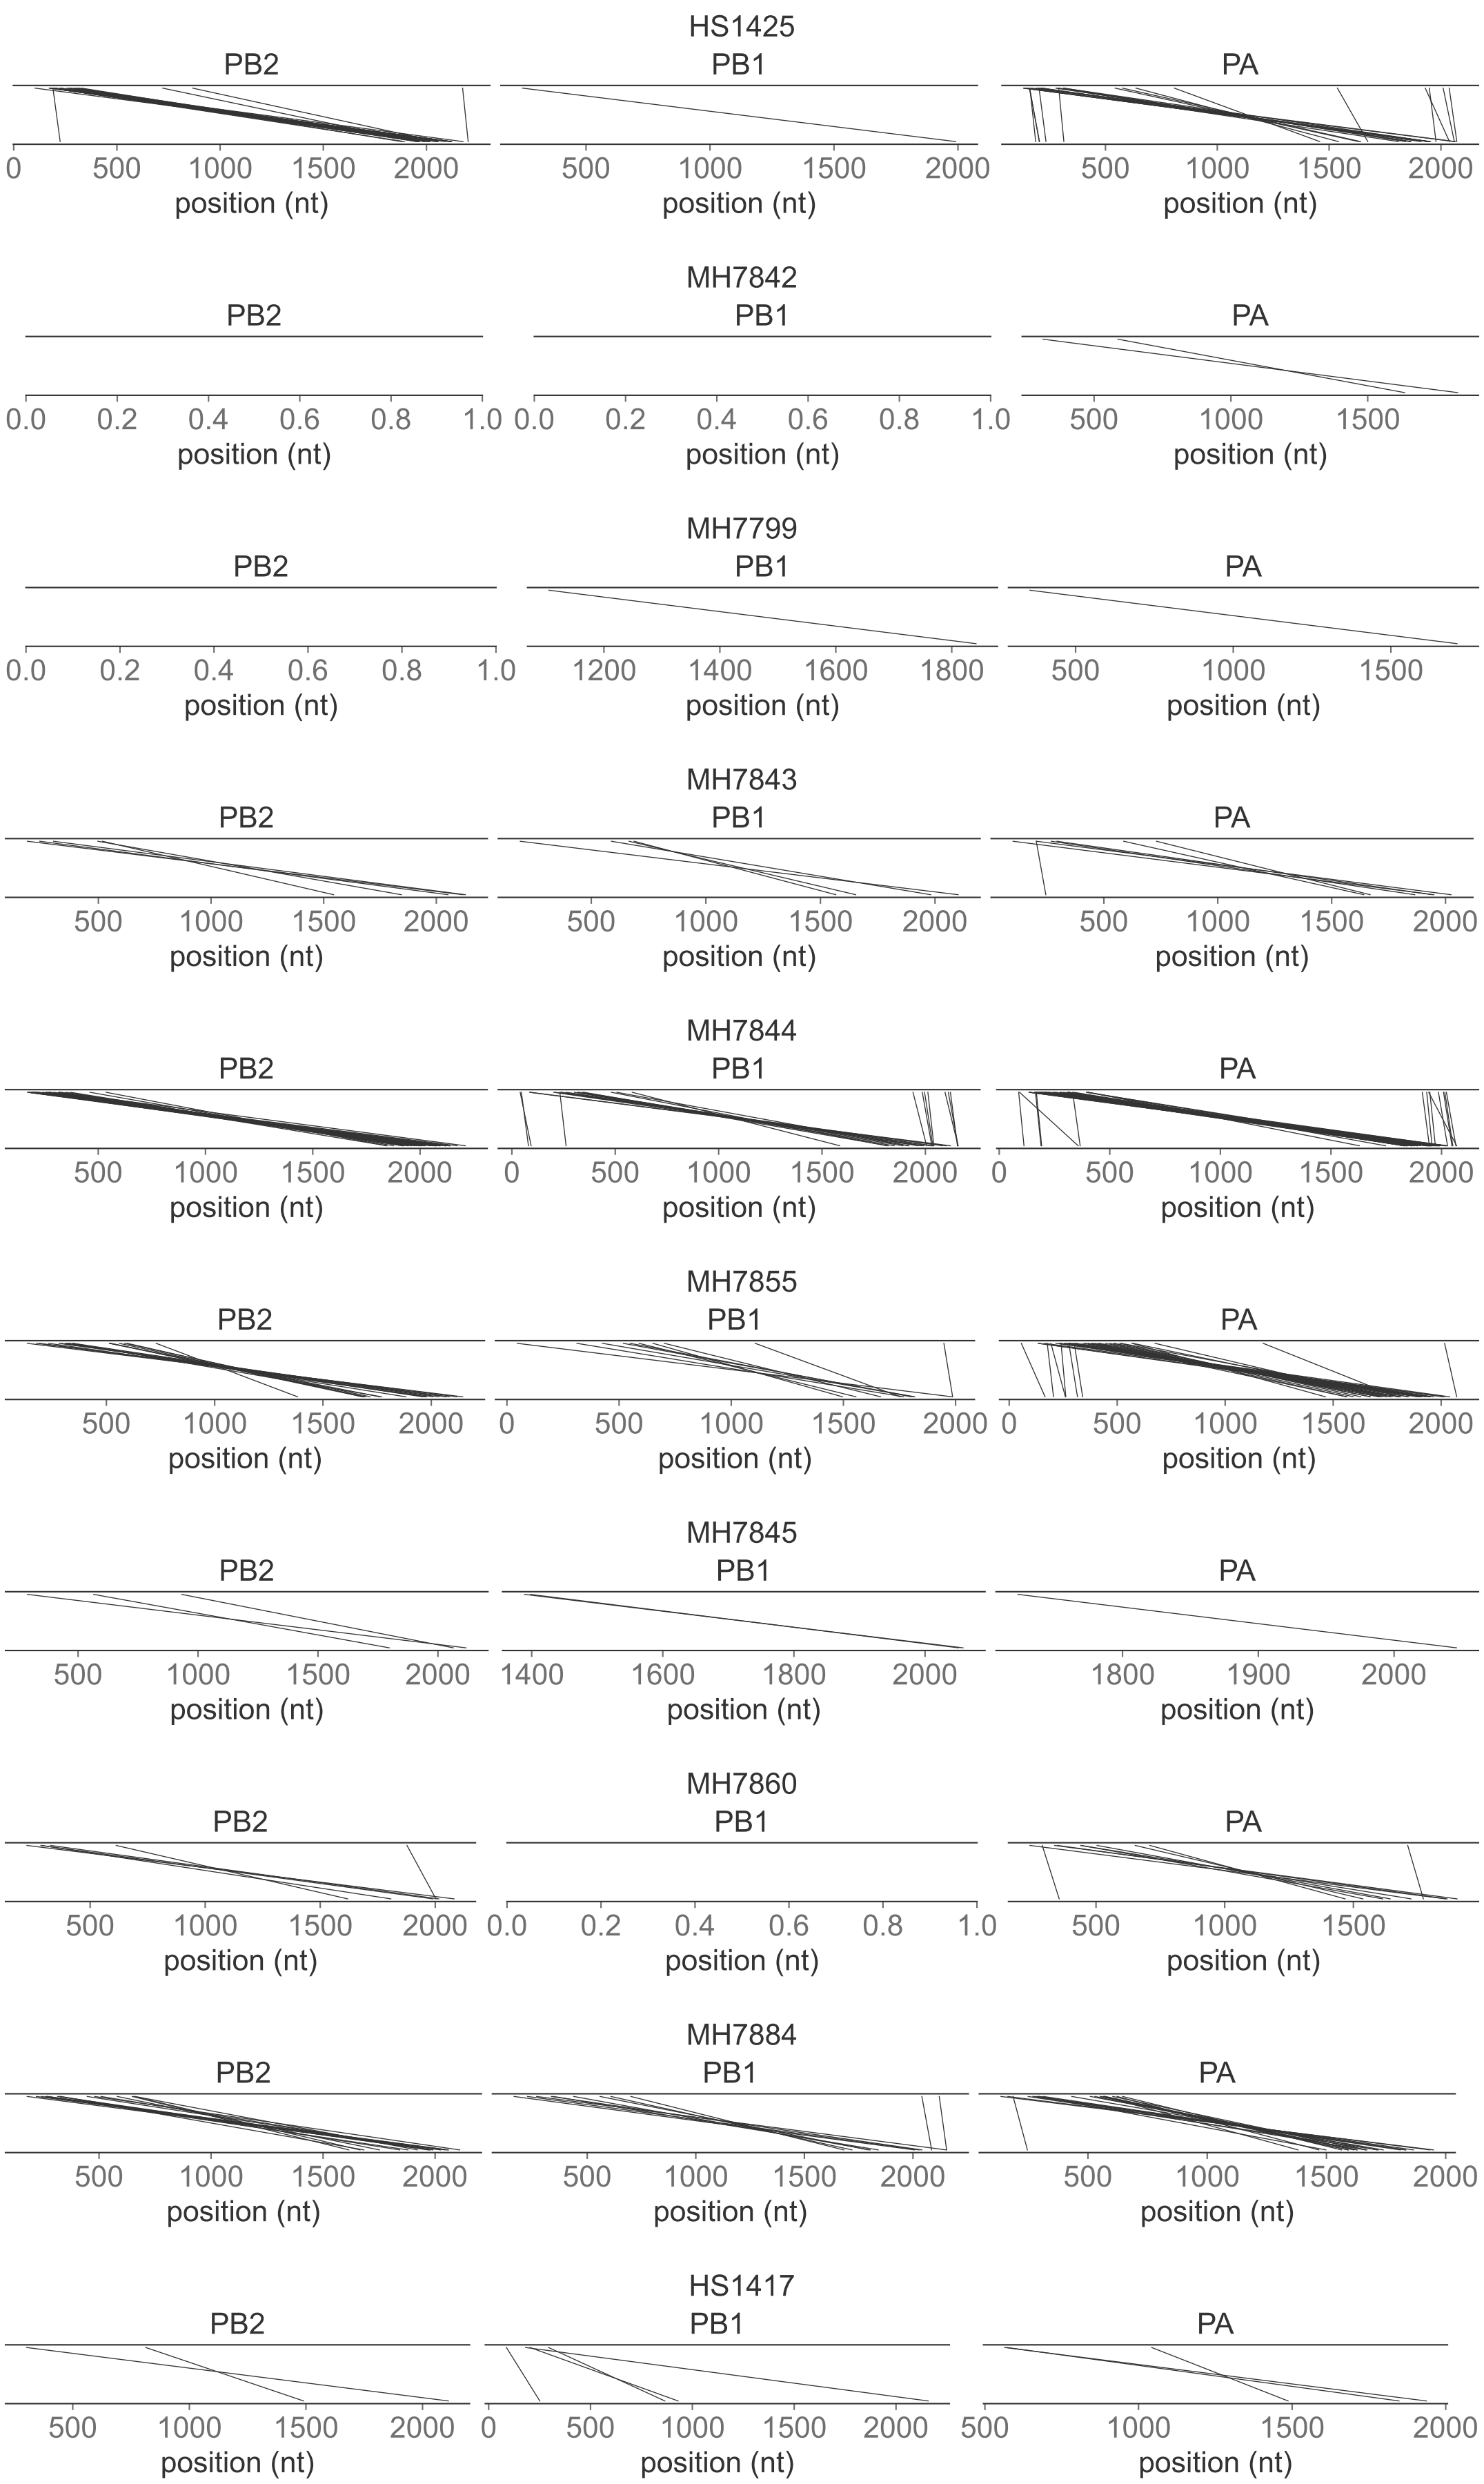 HS1425
PB2 PB1 PA
0 500 1000 1500 2000 500 1000 1500 2000 500 1000 1500 2000
position (nt) position (nt) position (nt)
MH7842
PB2 PB1 PA
0.0 0.2 0.4 0.6 0.8 1.0 0.0 0.2 0.4 0.6 0.8 1.0 500 1000 1500
position (nt) position (nt) position (nt)
MH7799
PB2 PB1 PA
0.0 0.2 0.4 0.6 0.8 1.0 1200 1400 1600 1800 500 1000 1500
position (nt) position (nt) position (nt)
MH7843
PB2 PB1 PA
500 1000 1500 2000 500 1000 1500 2000 500 1000 1500 2000
position (nt) position (nt) position (nt)
MH7844
PB2 PB1 PA
500 1000 1500 2000 0 500 1000 1500 2000 0 500 1000 1500 2000
position (nt) position (nt) position (nt)
MH7855
PB2 PB1 PA
500 1000 1500 2000 0 500 1000 1500 2000 0 500 1000 1500 2000
position (nt) position (nt) position (nt)
MH7845
PB2 PB1 PA
500 1000 1500 2000 1400 1600 1800 2000 1800 1900 2000
position (nt) position (nt) position (nt)
MH7860
PB2 PB1 PA
500 1000 1500 2000 0.0 0.2 0.4 0.6 0.8 1.0 500 1000 1500
position (nt) position (nt) position (nt)
MH7884
PB2 PB1 PA
500 1000 1500 2000 500 1000 1500 2000 500 1000 1500 2000
position (nt) position (nt) position (nt)
HS1417
PB2 PB1 PA
500 1000 1500 2000 0 500 1000 1500 2000 500 1000 1500 2000
position (nt) position (nt) position (nt)